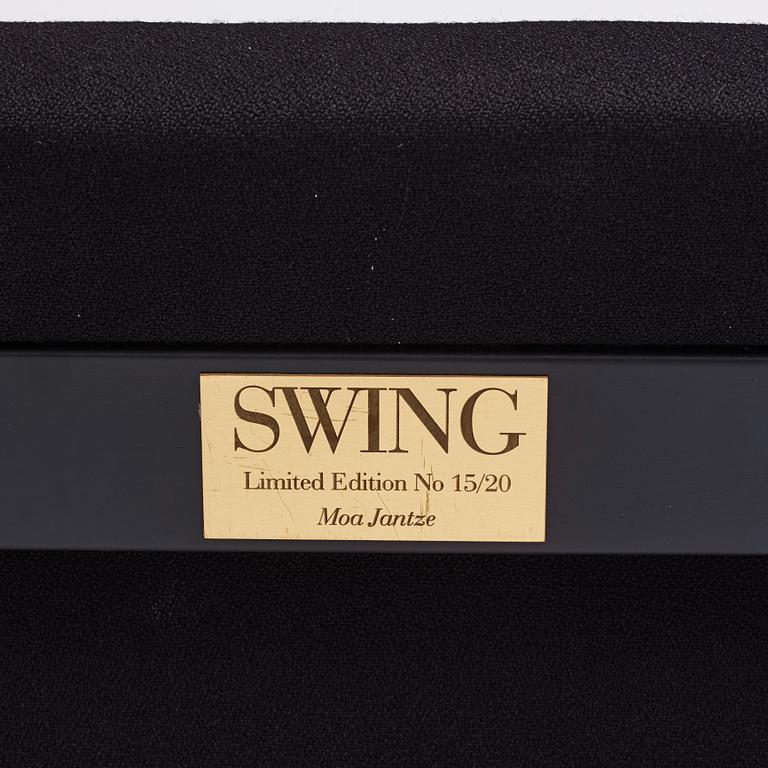 SWING
Limited Edition No 15/20
Moa Jantze